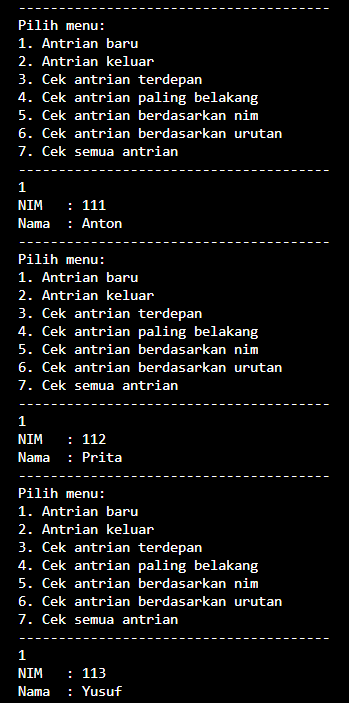 ---------------------------------------
Pilih menu:
1. Antrian baru
2. Antrian keluar
3. Cek antrian terdepan
4. Cek antrian paling belakang
5. Cek antrian berdasarkan nim
6. Cek antrian berdasarkan urutan
7. Cek semua antrian
---------------------------------------
1
NIM   : 111
Nama  : Anton
---------------------------------------
Pilih menu:
1. Antrian baru
2. Antrian keluar
3. Cek antrian terdepan
4. Cek antrian paling belakang
5. Cek antrian berdasarkan nim
6. Cek antrian berdasarkan urutan
7. Cek semua antrian
---------------------------------------
1
NIM   : 112
Nama  : Prita
---------------------------------------
Pilih menu:
1. Antrian baru
2. Antrian keluar
3. Cek antrian terdepan
4. Cek antrian paling belakang
5. Cek antrian berdasarkan nim
6. Cek antrian berdasarkan urutan
7. Cek semua antrian
---------------------------------------
1
NIM   : 113
Nama  : Yusuf